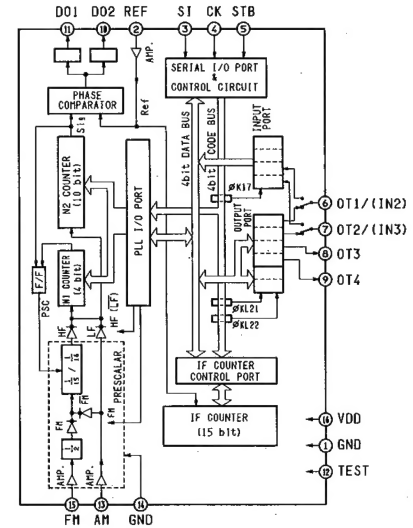 DO1 DO2 REF SI CK STB
11 10 2 3 4 5
AMP.
SERIAL I/O PORT
&
CONTROL CIRCUIT
PHASE
COMPARATOR
Sig
Ref
4bit DATA BUS
4bit CODE BUS
INPUT
PORT
N2 COUNTER
(10 bit)
PLL I/O PORT
øK17
OUTPUT
PORT
6 OT1/(IN2)
7 OT2/(IN3)
8 OT3
9 OT4
F/F
N1 COUNTER
(4 bit)
PSC
HF
LF
HF (LF)
øKL21
øKL22
PRESCALAR
1/15 / 1/16
FM
FM
FM
1/2
AMP.
AMP.
IF COUNTER
CONTROL PORT
IF COUNTER
(15 bit)
16 VDD
1 GND
12 TEST
15 13 14
FM AM GND